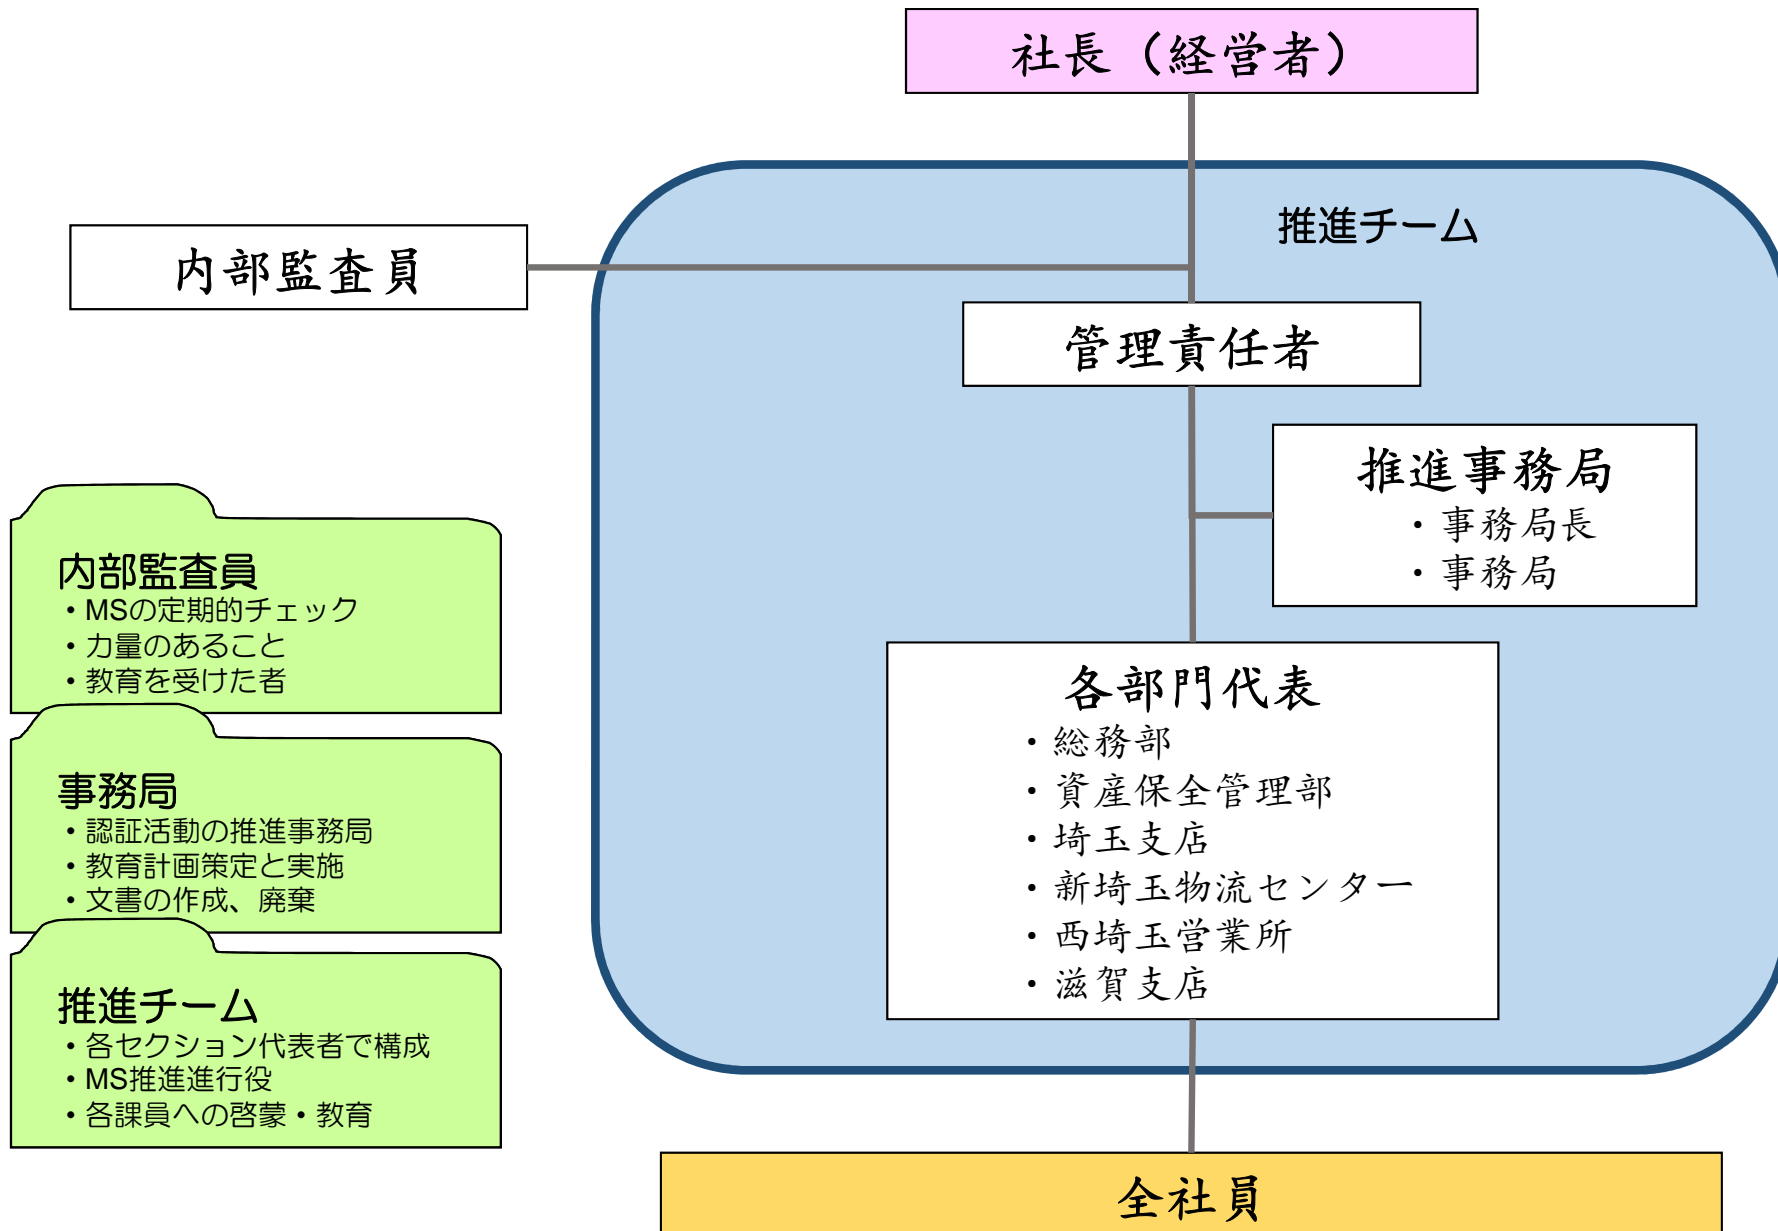 社長（経営者）
推進チーム
内部監査員
管理責任者
推進事務局
・事務局長
・事務局
各部門代表
・総務部
・資産保全管理部
・埼玉支店
・新埼玉物流センター
・西埼玉営業所
・滋賀支店
全社員
内部監査員
・MSの定期的チェック
・力量のあること
・教育を受けた者
事務局
・認証活動の推進事務局
・教育計画策定と実施
・文書の作成、廃棄
推進チーム
・各セクション代表者で構成
・MS推進進行役
・各課員への啓蒙・教育